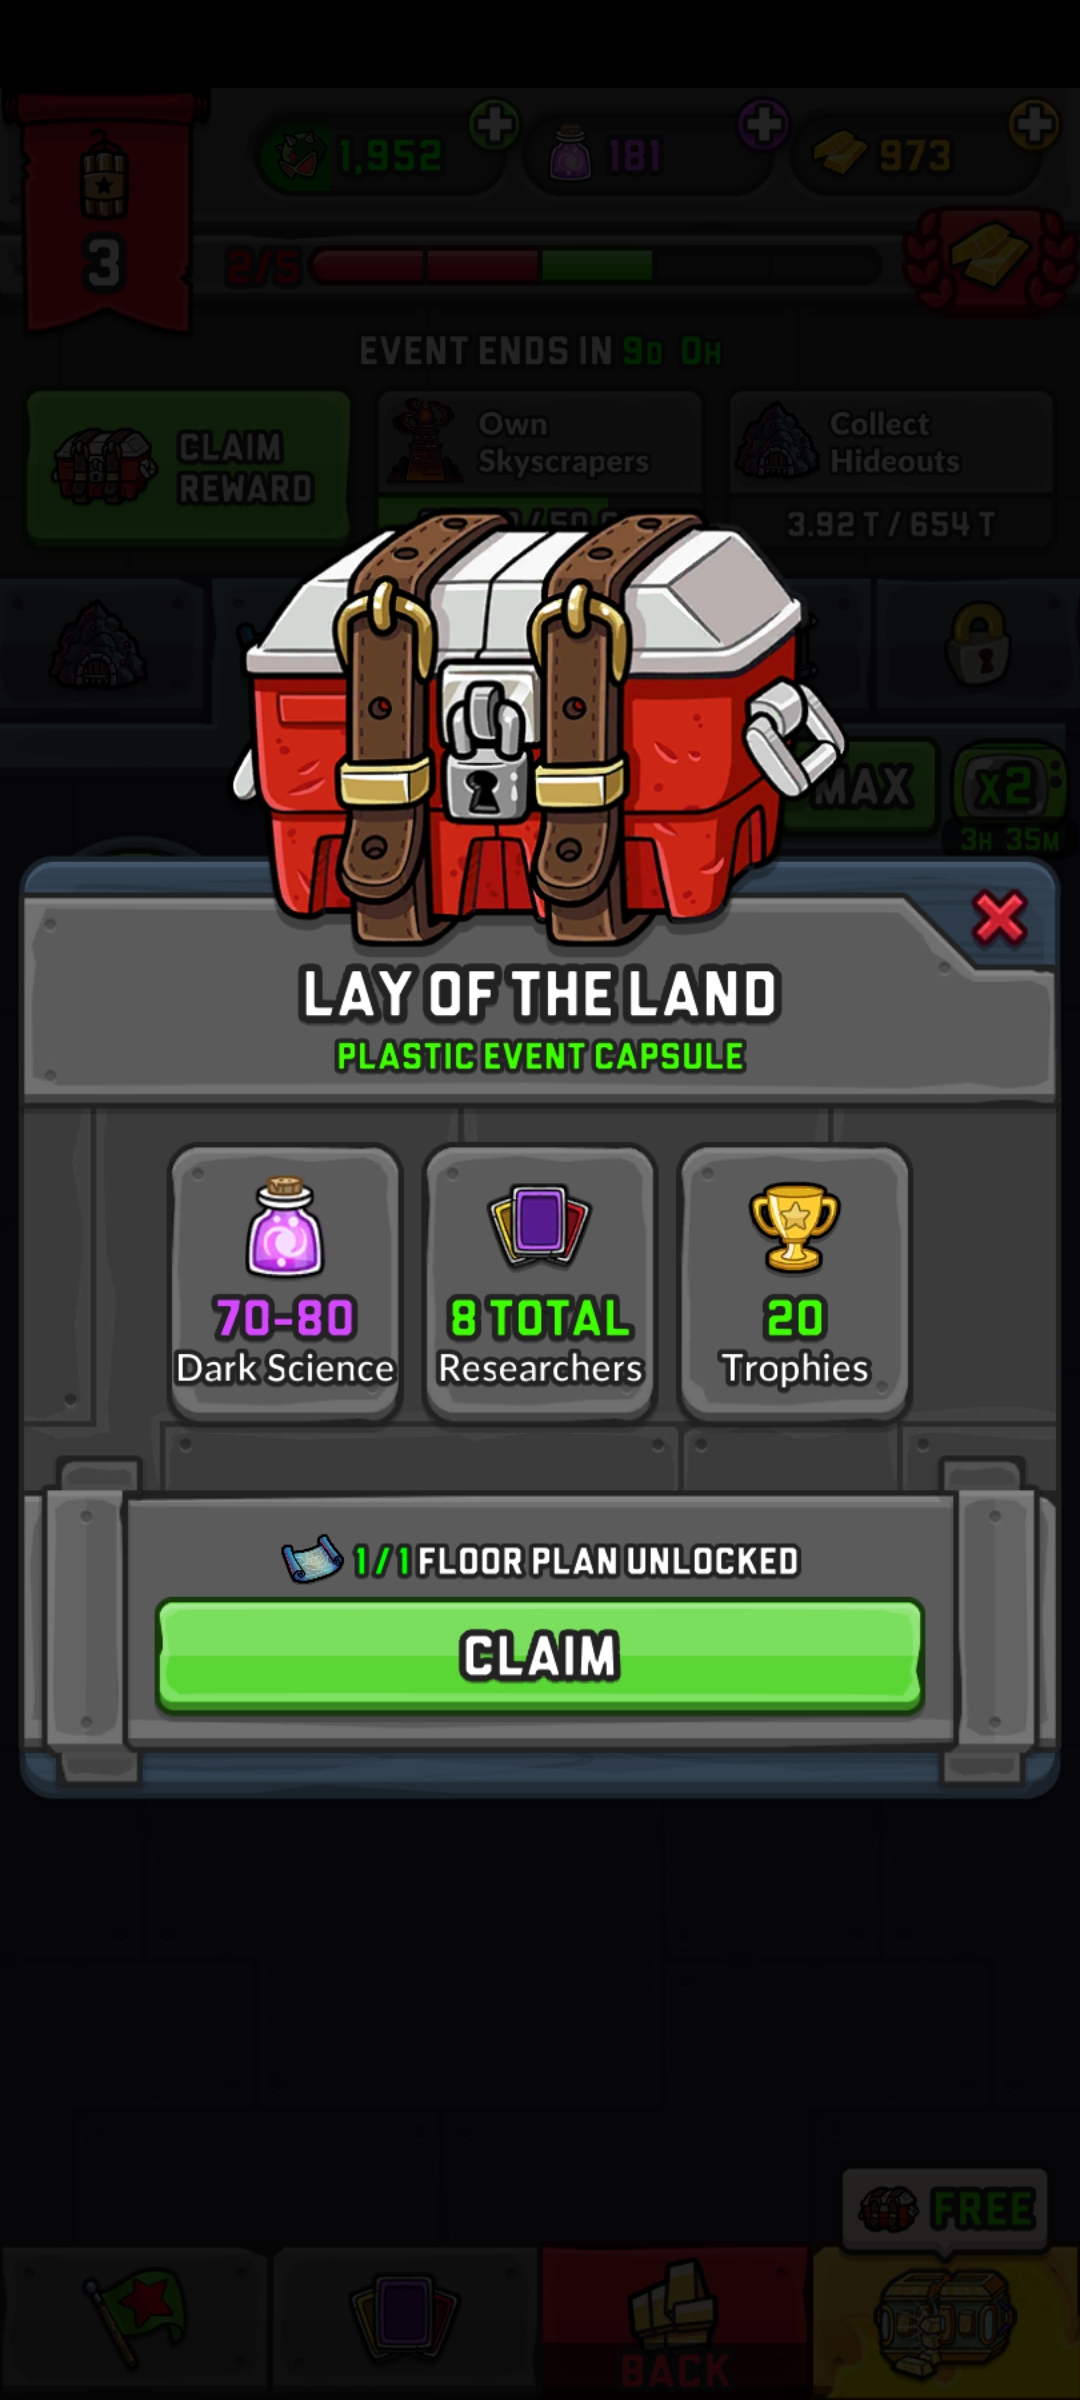 1,952
181
973
3
2/5
EVENT ENDS IN 9D 0H
CLAIM
REWARD
Own
Skyscrapers
Collect
Hideouts
3.92 T / 654 T
MAX
x2
3H 35M
LAY OF THE LAND
PLASTIC EVENT CAPSULE
70-80
Dark Science
8 TOTAL
Researchers
20
Trophies
1/1 FLOOR PLAN UNLOCKED
CLAIM
FREE
BACK